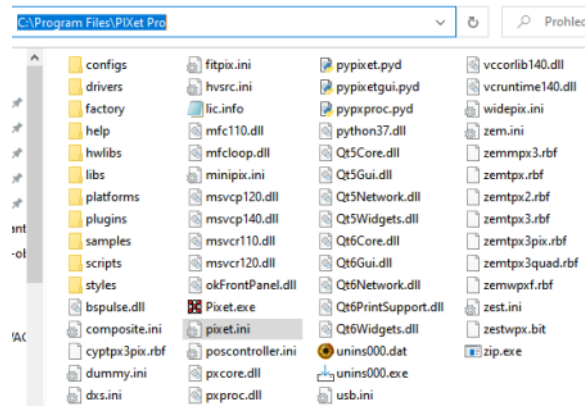 C:\Program Files\PIXet Pro
Prohlec
configs
drivers
factory
help
hwlibs
libs
platforms
plugins
samples
scripts
styles
bspulse.dll
composite.ini
cyptpx3pix.rbf
dummy.ini
dxs.ini
fitpix.ini
hvsrc.ini
lic.info
mfc110.dll
mfcloop.dll
minipix.ini
msvcp120.dll
msvcp140.dll
msvcr110.dll
msvcr120.dll
okFrontPanel.dll
Pixet.exe
pixet.ini
poscontroller.ini
pxcore.dll
pxproc.dll
pypixet.pyd
pypixetgui.pyd
pypxproc.pyd
python37.dll
Qt5Core.dll
Qt5Gui.dll
Qt5Network.dll
Qt5Widgets.dll
Qt6Core.dll
Qt6Gui.dll
Qt6Network.dll
Qt6PrintSupport.dll
Qt6Widgets.dll
unins000.dat
unins000.exe
usb.ini
vccorlib140.dll
vcruntime140.dll
widepix.ini
zem.ini
zemmpx3.rbf
zemtpx.rbf
zemtpx2.rbf
zemtpx3.rbf
zemtpx3pix.rbf
zemtpx3quad.rbf
zemwpxf.rbf
zest.ini
zestwpx.bit
zip.exe
ant
-ol